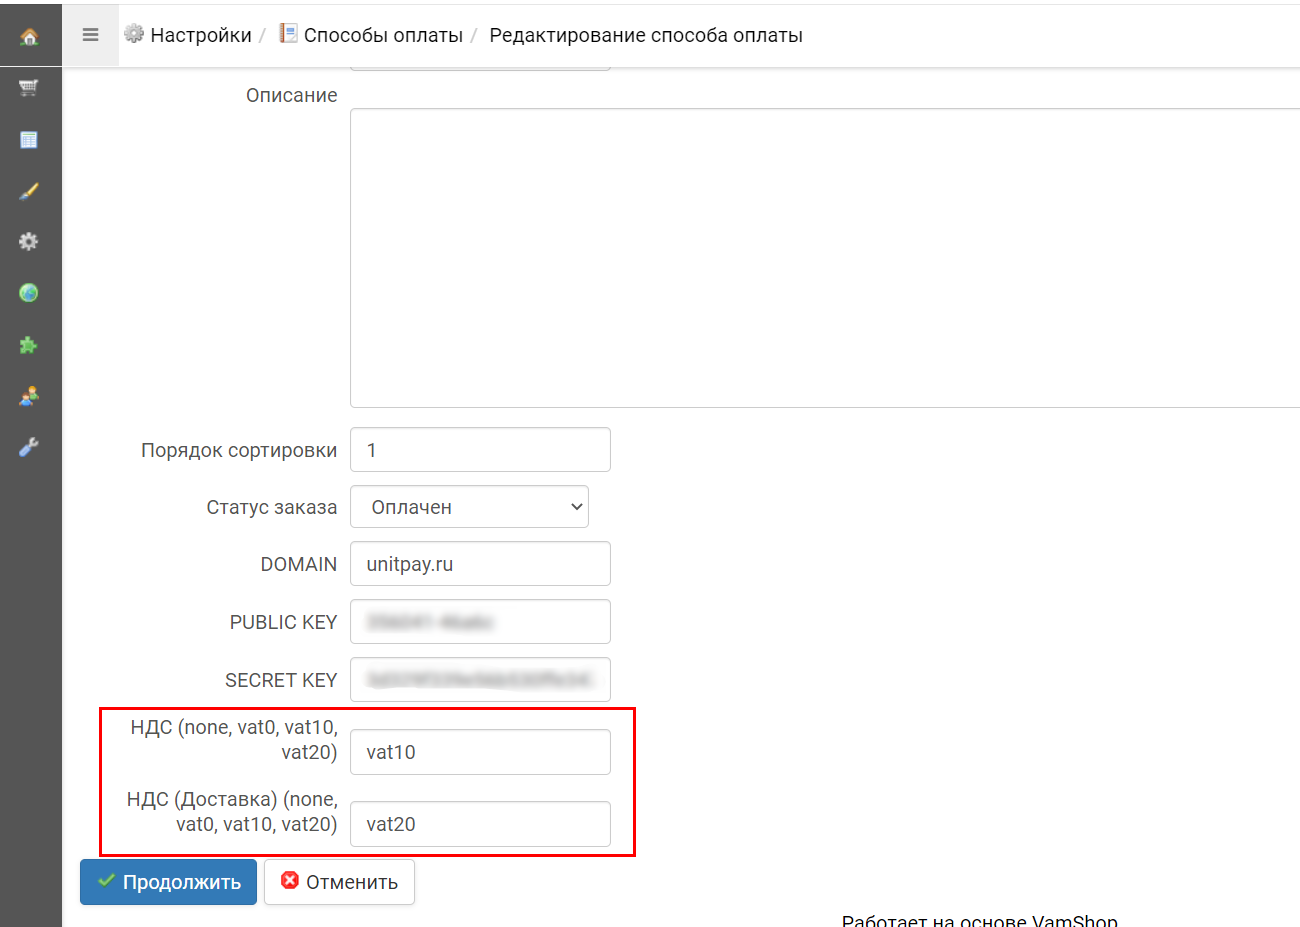 Настройки / Способы оплаты / Редактирование способа оплаты
Описание
Порядок сортировки 1
Статус заказа Оплачен
DOMAIN unitpay.ru
PUBLIC KEY
SECRET KEY
НДС (none, vat0, vat10,
vat20) vat10
НДС (Доставка) (none,
vat0, vat10, vat20) vat20
Продолжить Отменить
Работает на основе VamShop